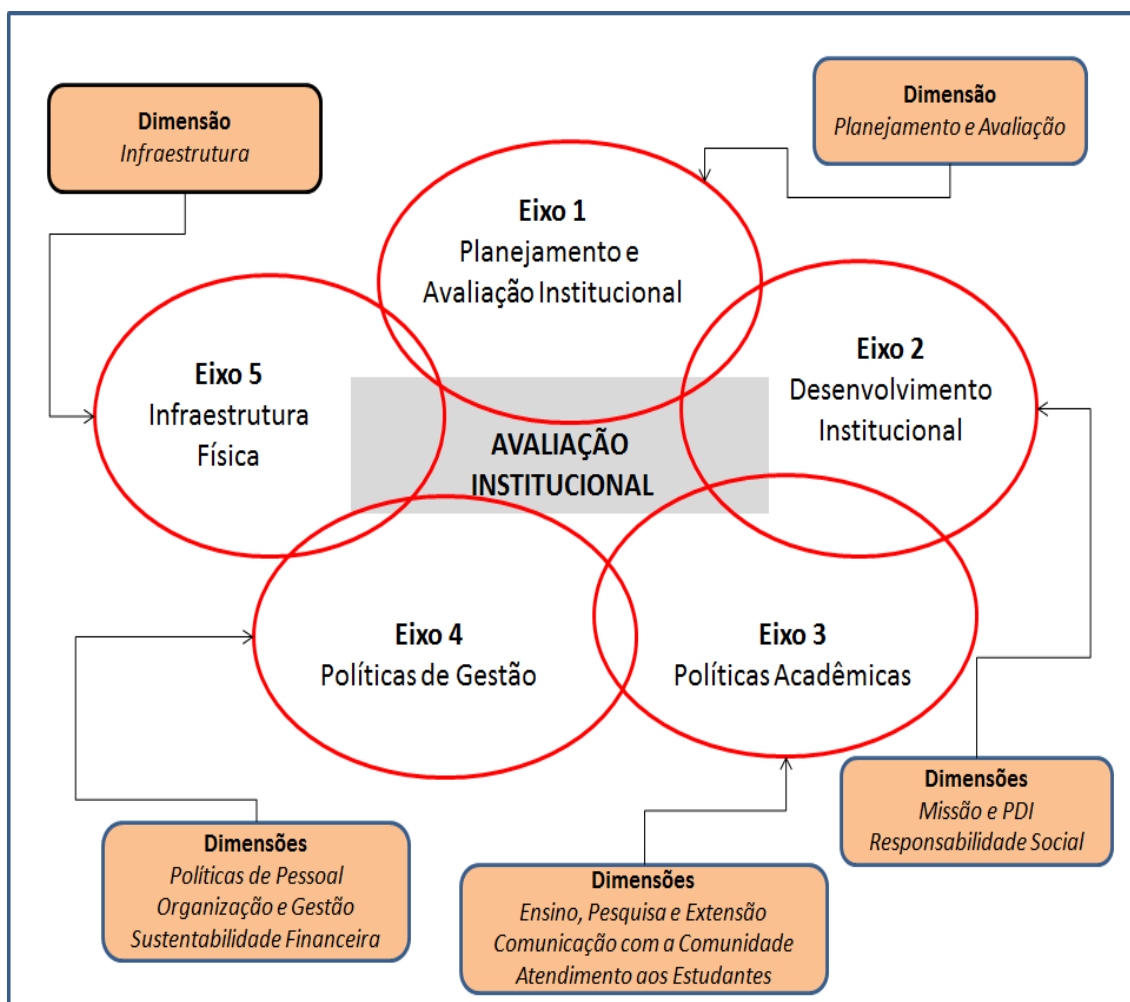 Dimensão
Infraestrutura
Dimensão
Planejamento e Avaliação
Eixo 1
Planejamento e
Avaliação Institucional
Eixo 2
Desenvolvimento
Institucional
Eixo 5
Infraestrutura
Física
AVALIAÇÃO
INSTITUCIONAL
Eixo 4
Políticas de Gestão
Eixo 3
Políticas Acadêmicas
Dimensões
Missão e PDI
Responsabilidade Social
Dimensões
Políticas de Pessoal
Organização e Gestão
Sustentabilidade Financeira
Dimensões
Ensino, Pesquisa e Extensão
Comunicação com a Comunidade
Atendimento aos Estudantes